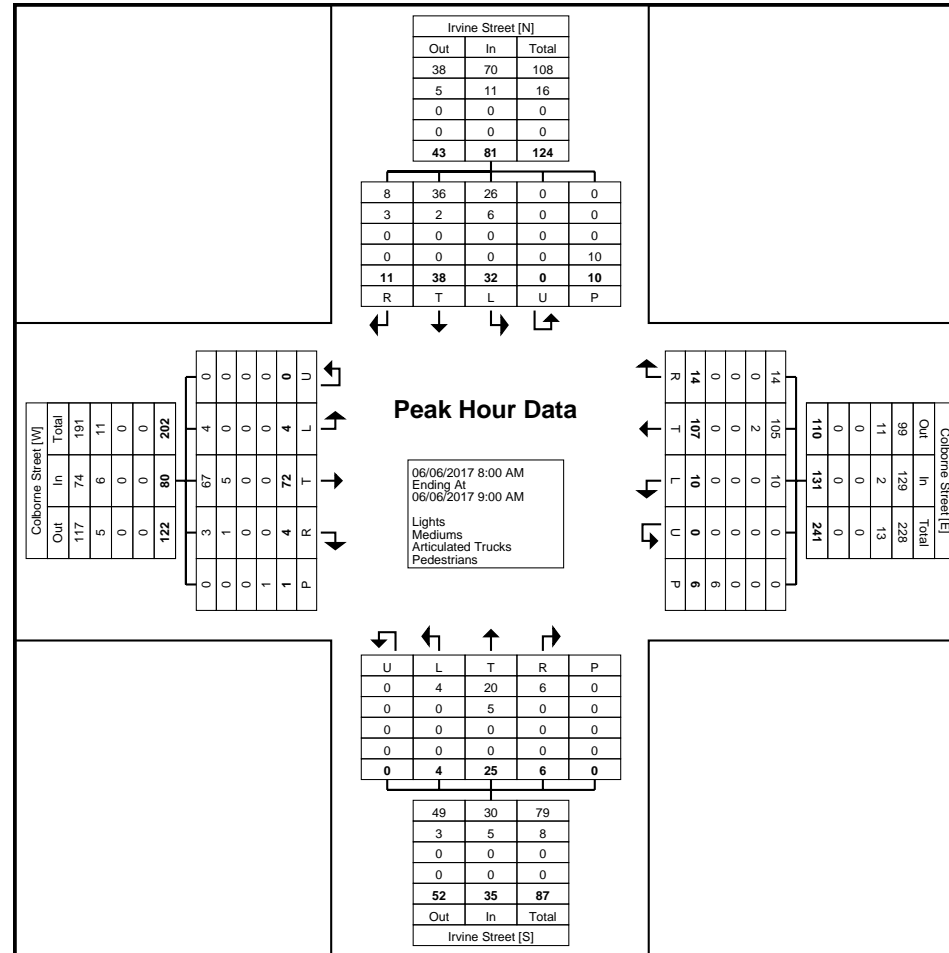 Irvine Street [N]
Out In Total
38 70 108
5 11 16
0 0 0
0 0 0
43 81 124
8 36 26 0 0
3 2 6 0 0
0 0 0 0 0
0 0 0 0 10
11 38 32 0 10
R T L U P
Colborne Street [W]
Total In Out
191 74 117
11 6 5
0 0 0
0 0 0
202 80 122
0 4 67 3 0
0 0 5 1 0
0 0 0 0 0
0 0 0 0 1
0 4 72 4 1
U L T R P
Peak Hour Data
06/06/2017 8:00 AM
Ending At
06/06/2017 9:00 AM
Lights
Mediums
Articulated Trucks
Pedestrians
Colborne Street [E]
Out In Total
99 129 228
11 2 13
0 0 0
0 0 0
110 131 241
14 105 10 0 0
0 2 0 0 0
0 0 0 0 0
0 0 0 0 6
14 107 10 0 6
R T L U P
U L T R P
0 4 20 6 0
0 0 5 0 0
0 0 0 0 0
0 0 0 0 0
0 4 25 6 0
49 30 79
3 5 8
0 0 0
0 0 0
52 35 87
Out In Total
Irvine Street [S]